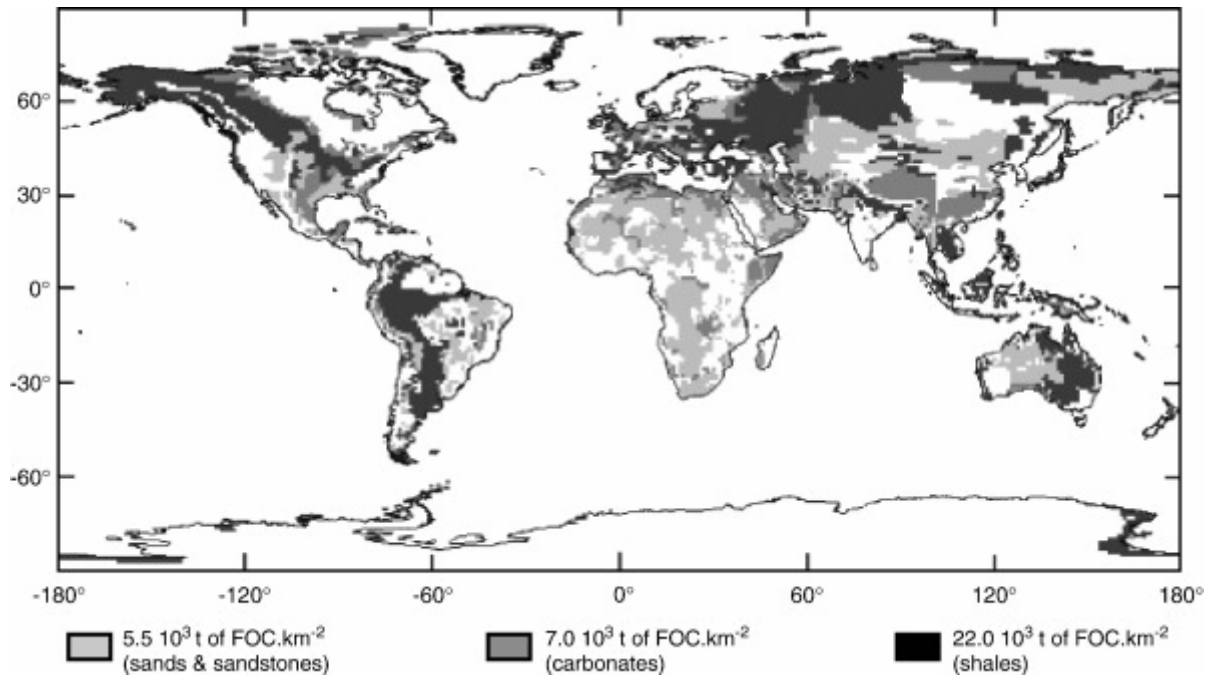 60°
30°
0°
-30°
-60°
-180° -120° -60° 0° 60° 120° 180°
5.5 10³ t of FOC.km⁻² 7.0 10³ t of FOC.km⁻² 22.0 10³ t of FOC.km⁻²
(sands & sandstones) (carbonates) (shales)